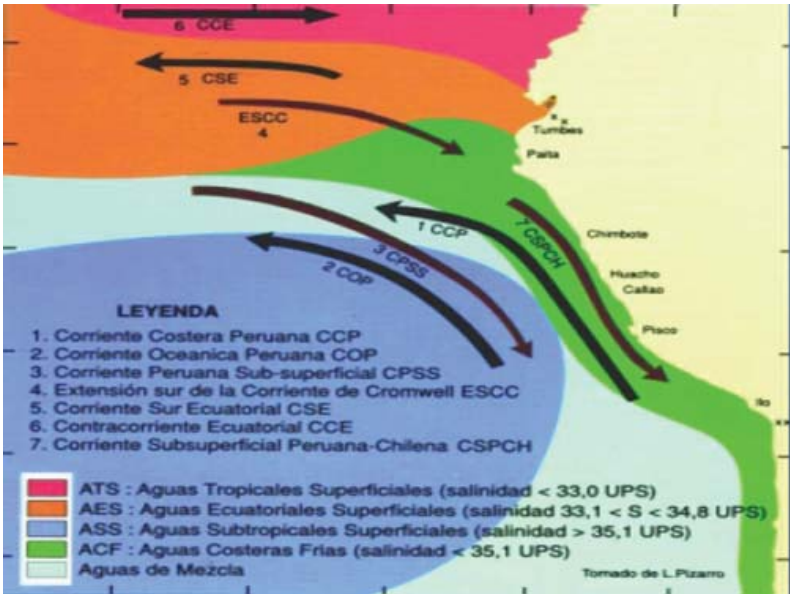 6 CCE
5 CSE
ESCC
4
Tumbes
Paita
1 CCP
7 CSPCH
Chimbote
3 CPSS
2 COP
Huacho
Callao
Pisco
Ilo
LEYENDA
1. Corriente Costera Peruana CCP
2. Corriente Oceanica Peruana COP
3. Corriente Peruana Sub-superficial CPSS
4. Extensión sur de la Corriente de Cromwell ESCC
5. Corriente Sur Ecuatorial CSE
6. Contracorriente Ecuatorial CCE
7. Corriente Subsuperficial Peruana-Chilena CSPCH
ATS : Aguas Tropicales Superficiales (salinidad < 33,0 UPS)
AES : Aguas Ecuatoriales Superficiales (salinidad 33,1 < S < 34,8 UPS)
ASS : Aguas Subtropicales Superficiales (salinidad > 35,1 UPS)
ACF : Aguas Costeras Frias (salinidad < 35,1 UPS)
Aguas de Mezcla
Tomado de L.Pizarro